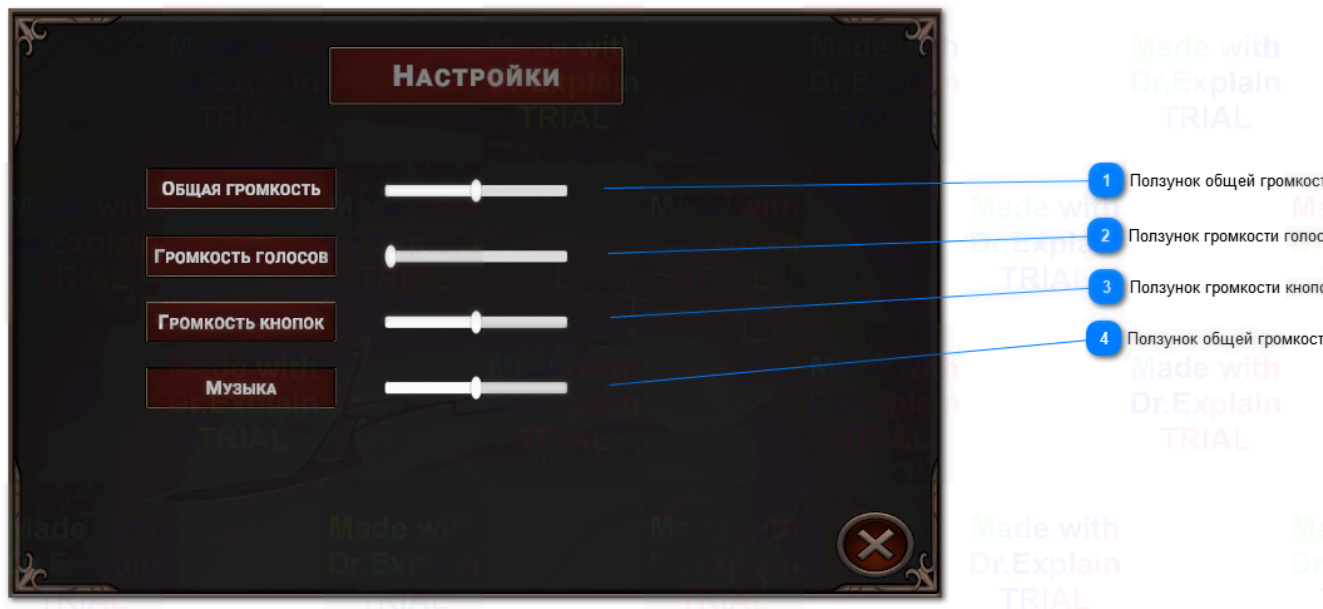 Настройки
Общая громкость
Громкость голосов
Громкость кнопок
Музыка
1 Ползунок общей громкост
2 Ползунок громкости голос
3 Ползунок громкости кноп
4 Ползунок общей громкост
Made with
Dr.Explain
TRIAL